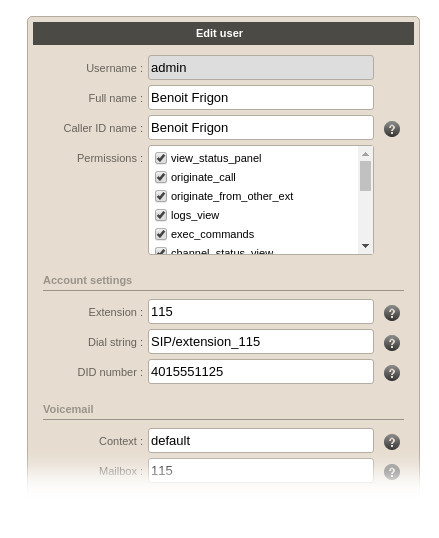 Edit user
Username : admin
Full name : Benoit Frigon
Caller ID name : Benoit Frigon
Permissions : view_status_panel
originate_call
originate_from_other_ext
logs_view
exec_commands
channel_status_view
Account settings
Extension : 115
Dial string : SIP/extension_115
DID number : 4015551125
Voicemail
Context : default
Mailbox : 115